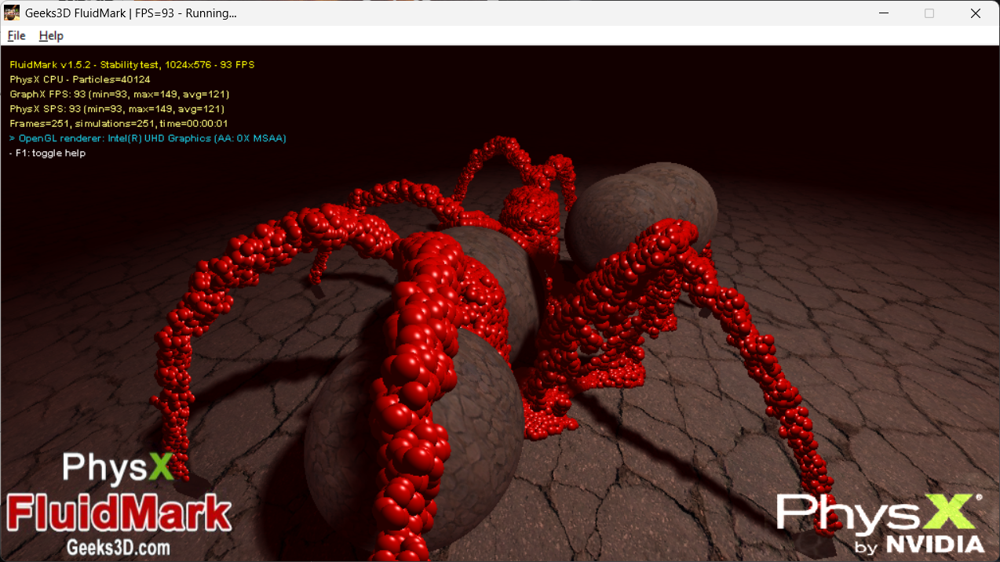 Geeks3D FluidMark | FPS=93 - Running...
File Help
FluidMark v1.5.2 - Stability test, 1024x576 - 93 FPS
PhysX CPU - Particles=40124
GraphX FPS: 93 (min=93, max=149, avg=121)
PhysX SPS: 93 (min=93, max=149, avg=121)
Frames=251, simulations=251, time=00:00:01
> OpenGL renderer: Intel(R) UHD Graphics (AA: 0X MSAA)
- F1: toggle help
PhysX
FluidMark
Geeks3D.com
PhysX®
by NVIDIA